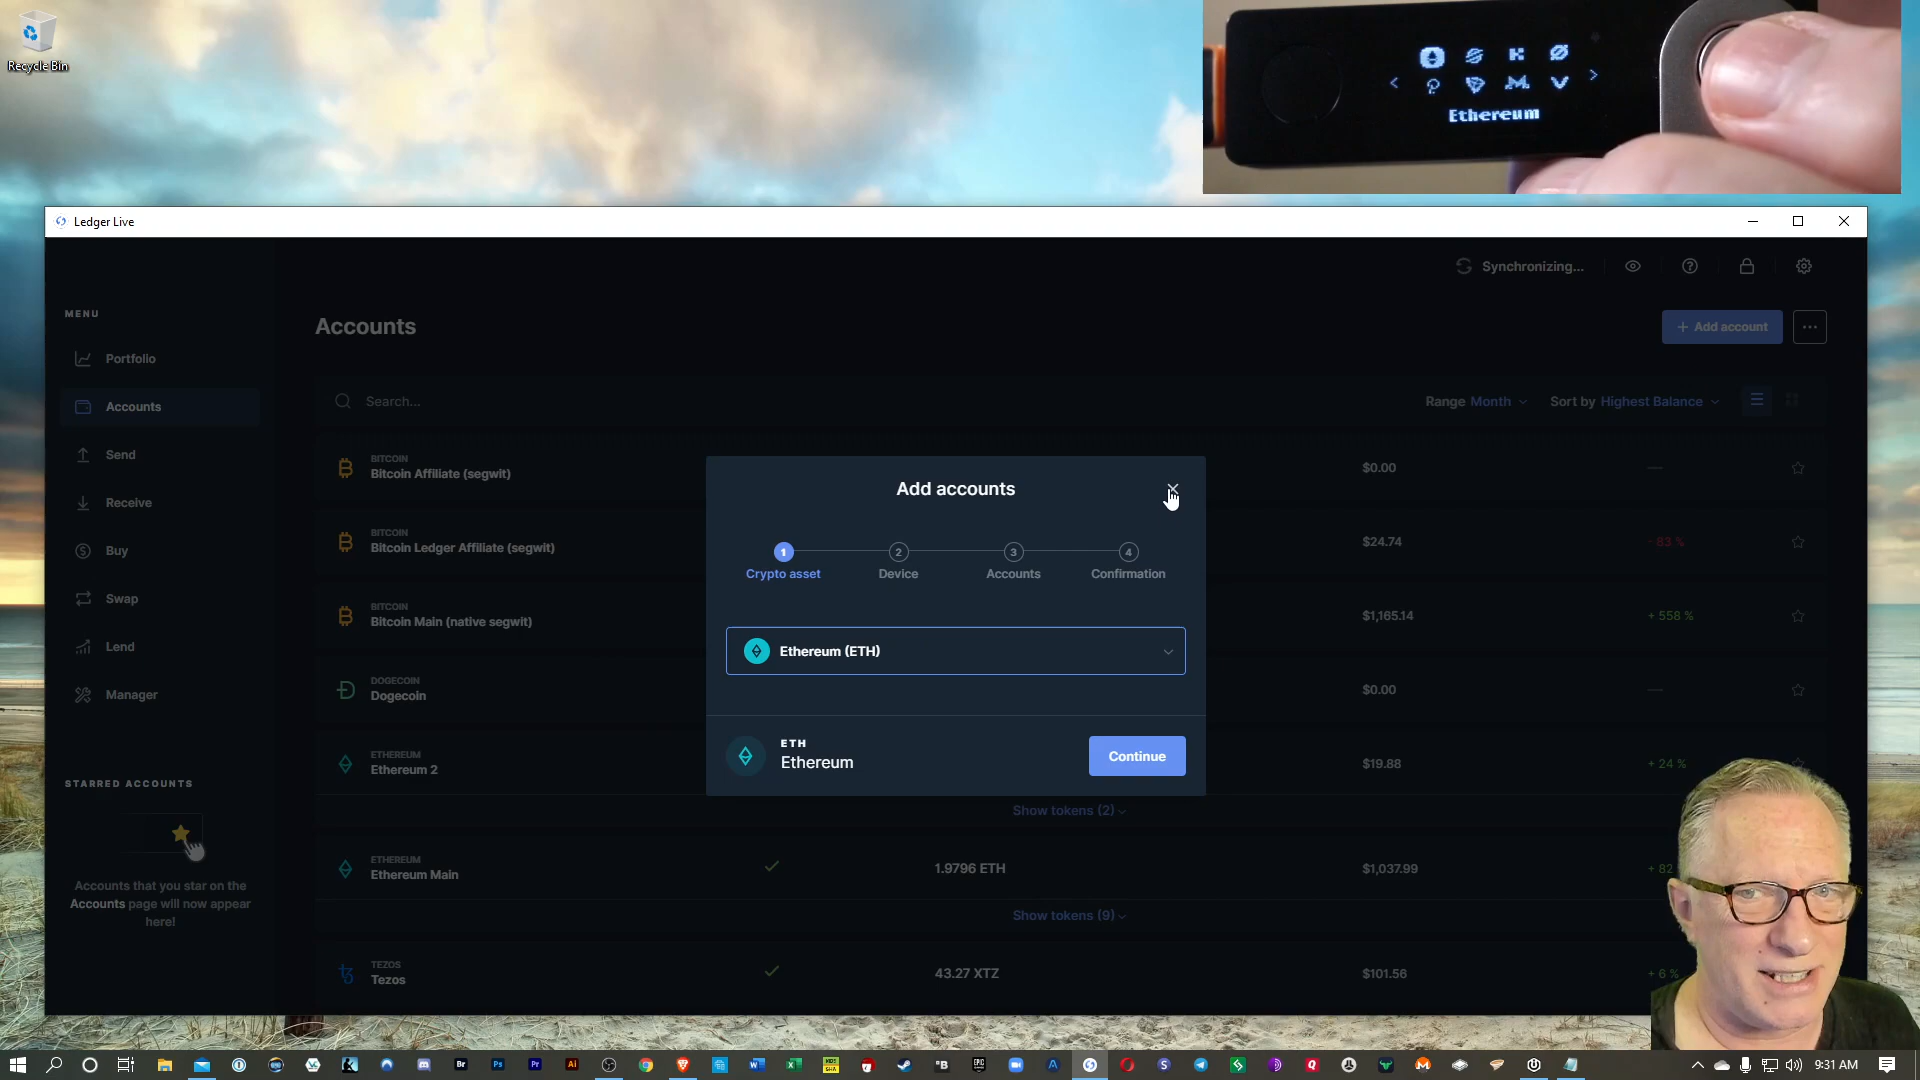 Recycle Bin
Ethereum
Ledger Live
Synchronizing...
MENU
Portfolio
Accounts
Send
Receive
Buy
Swap
Lend
Manager
STARRED ACCOUNTS
Accounts that you star on the
Accounts page will now appear
here!
Accounts
+ Add account
Search...
Range Month
Sort by Highest Balance
BITCOIN
Bitcoin Affiliate (segwit)
$0.00
BITCOIN
Bitcoin Ledger Affiliate (segwit)
$24.74
- 83 %
BITCOIN
Bitcoin Main (native segwit)
$1,165.14
+ 558 %
DOGECOIN
Dogecoin
$0.00
ETHEREUM
Ethereum 2
$19.88
+ 24 %
Show tokens (2)
ETHEREUM
Ethereum Main
1.9796 ETH
$1,037.99
+ 82
Show tokens (9)
TEZOS
Tezos
43.27 XTZ
$101.56
+ 6 %
Add accounts
1
2
3
4
Crypto asset
Device
Accounts
Confirmation
Ethereum (ETH)
ETH
Ethereum
Continue
9:31 AM